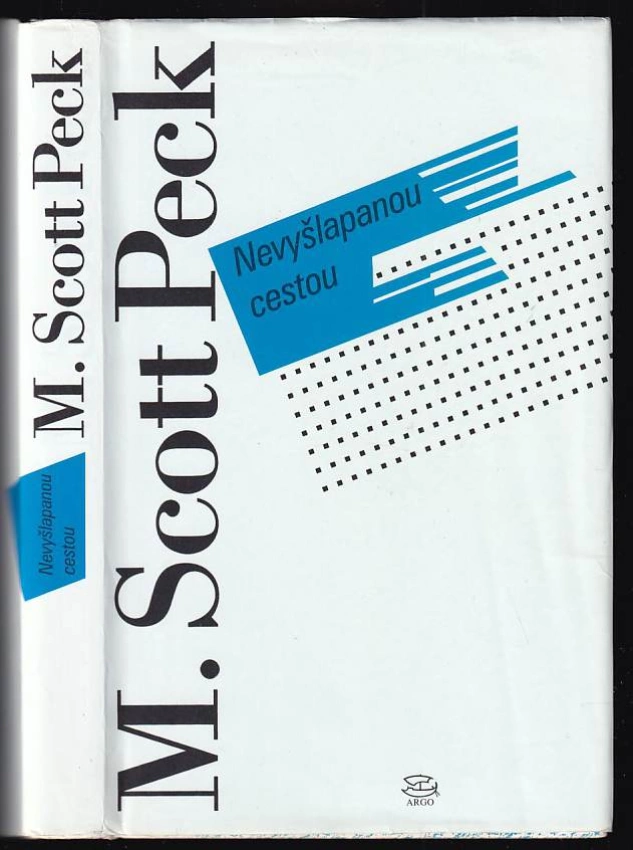 M. Scott Peck
Nevyšlapanou
cestou
M. Scott Peck
Nevyšlapanou
cestou
ARGO